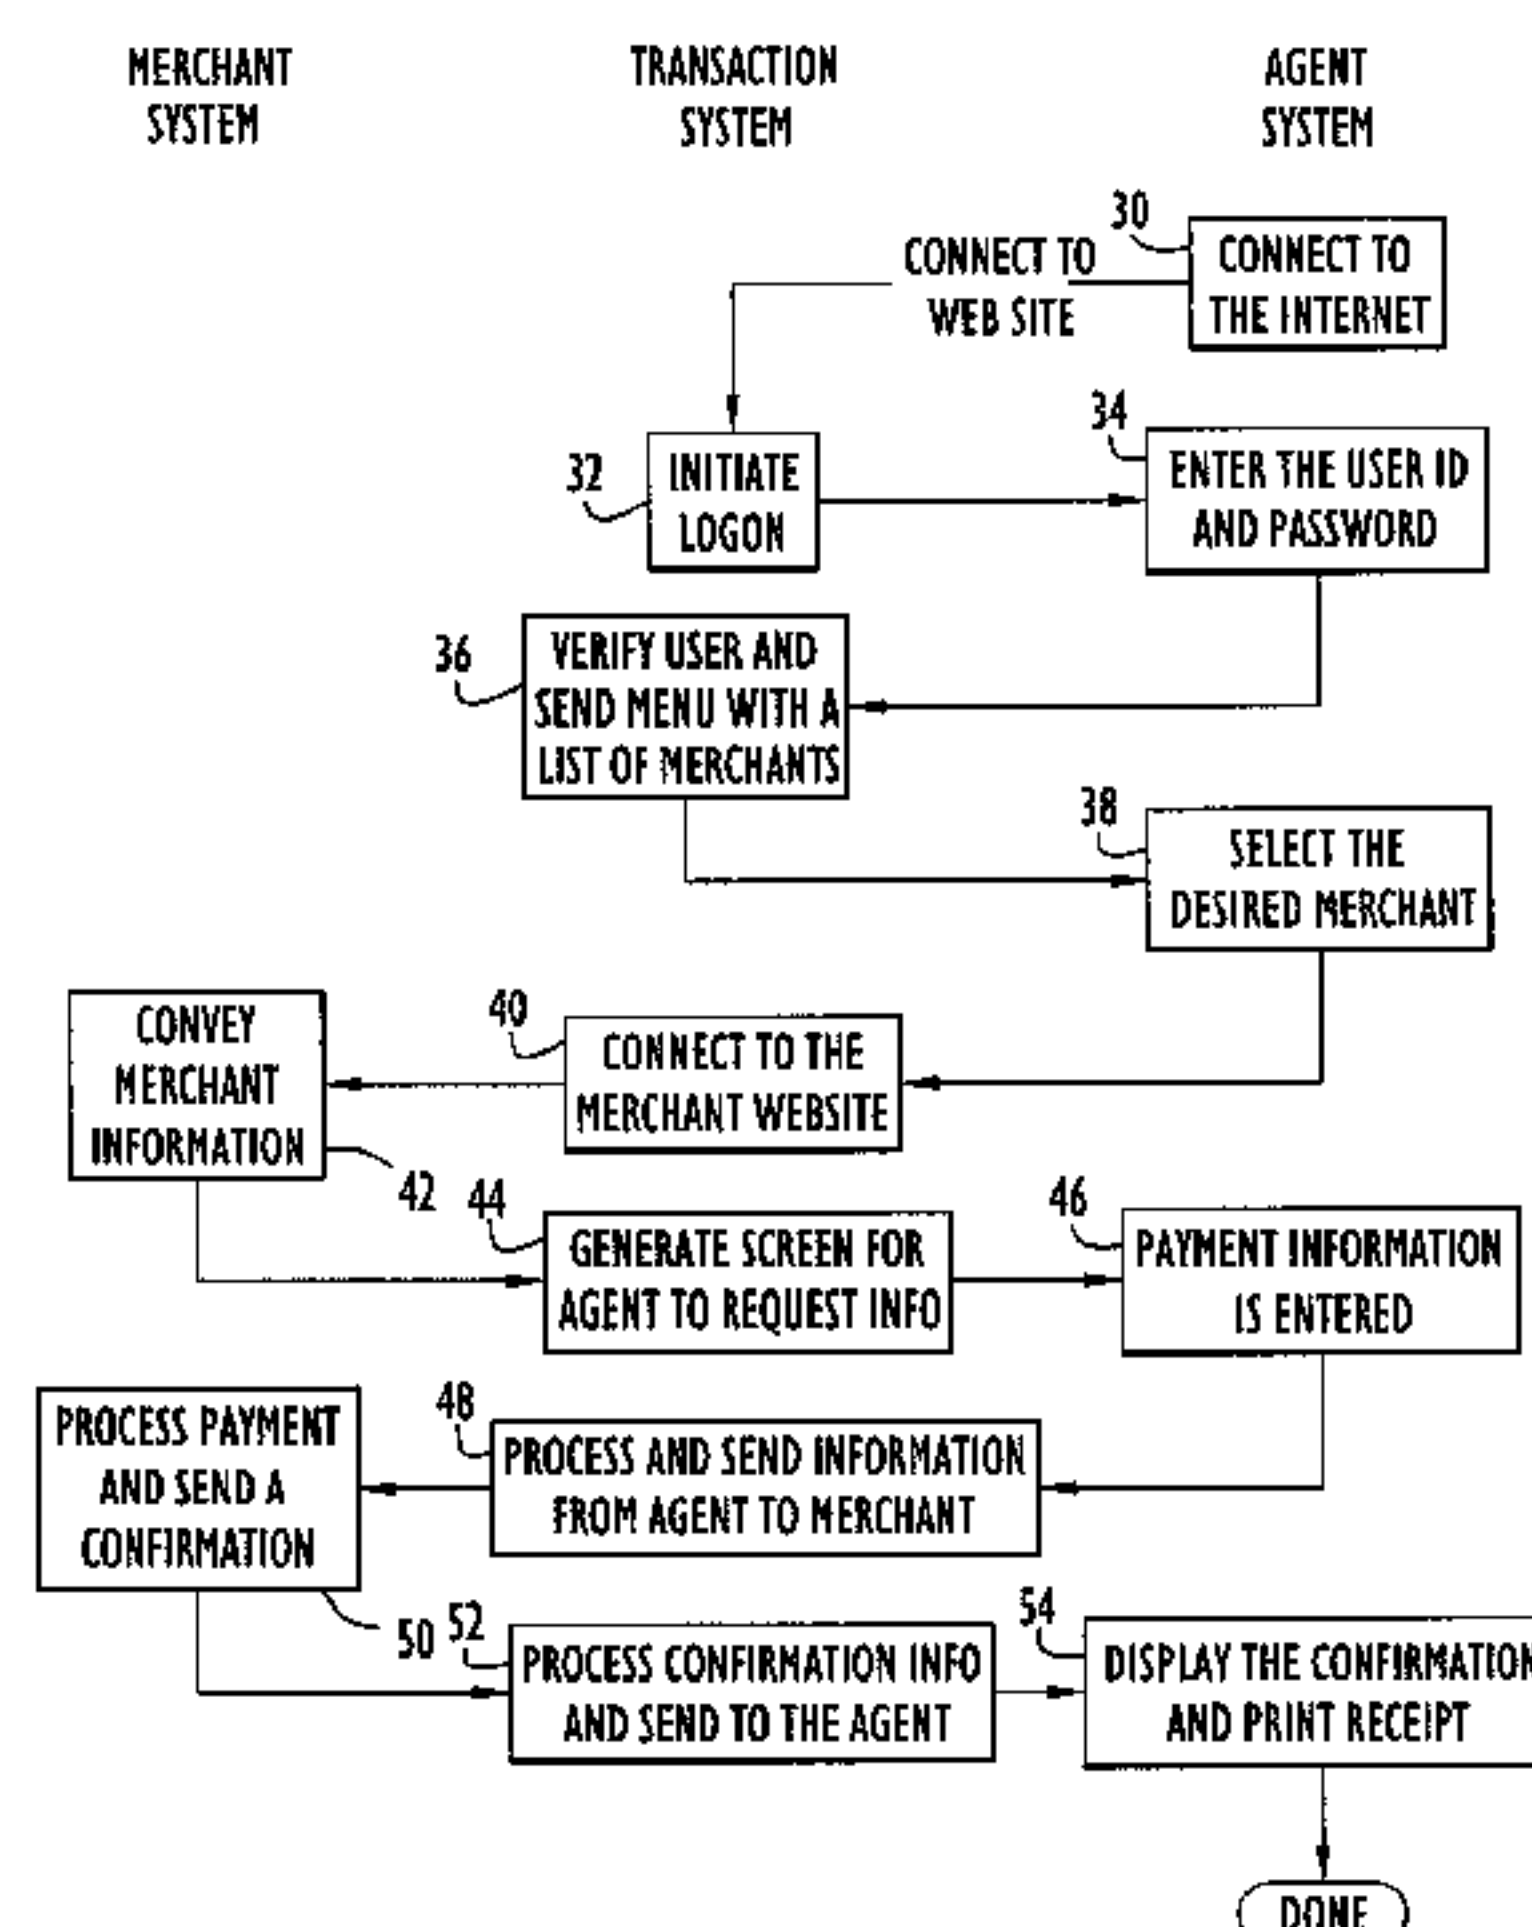 MERCHANT
SYSTEM
TRANSACTION
SYSTEM
AGENT
SYSTEM
30
CONNECT TO
THE INTERNET
CONNECT TO
WEB SITE
32
INITIATE
LOGON
34
ENTER THE USER ID
AND PASSWORD
36
VERIFY USER AND
SEND MENU WITH A
LIST OF MERCHANTS
38
SELECT THE
DESIRED MERCHANT
40
CONNECT TO THE
MERCHANT WEBSITE
CONVEY
MERCHANT
INFORMATION
42
44
GENERATE SCREEN FOR
AGENT TO REQUEST INFO
46
PAYMENT INFORMATION
IS ENTERED
48
PROCESS AND SEND INFORMATION
FROM AGENT TO MERCHANT
PROCESS PAYMENT
AND SEND A
CONFIRMATION
50
52
PROCESS CONFIRMATION INFO
AND SEND TO THE AGENT
54
DISPLAY THE CONFIRMATION
AND PRINT RECEIPT
DONE